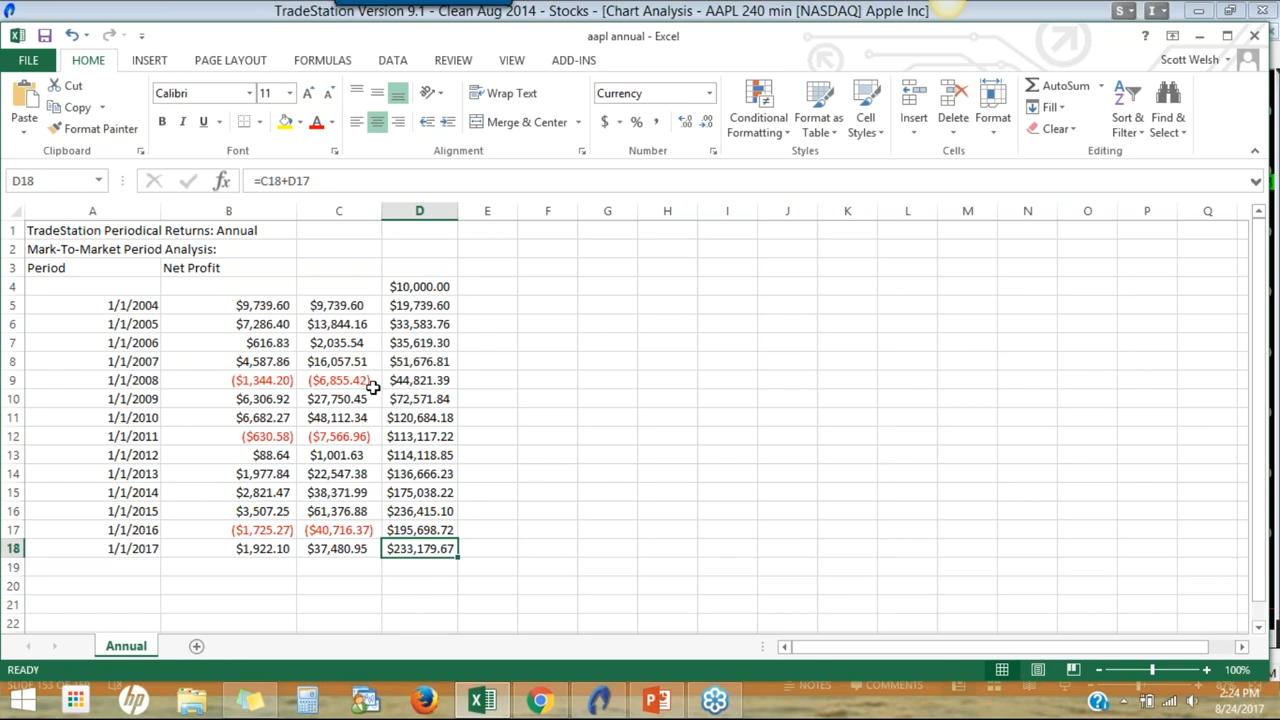 TradeStation Version 9.1 - Clean Aug 2014 - Stocks - [Chart Analysis - AAPL 240 min [NASDAQ] Apple Inc]
S I
aapl annual - Excel
FILE HOME INSERT PAGE LAYOUT FORMULAS DATA REVIEW VIEW ADD-INS Scott Welsh
Cut
Copy
Format Painter
Paste
Clipboard
Calibri 11
B I U
Font
Wrap Text
Merge & Center
Alignment
Currency
$ % ,
Number
Conditional Formatting
Format as Table
Cell Styles
Styles
Insert Delete Format
Cells
AutoSum
Fill
Clear
Sort & Filter
Find & Select
Editing
D18 fx =C18+D17
A B C D E F G H I J K L M N O P Q
1 TradeStation Periodical Returns: Annual
2 Mark-To-Market Period Analysis:
3 Period Net Profit
4 $10,000.00
5 1/1/2004 $9,739.60 $9,739.60 $19,739.60
6 1/1/2005 $7,286.40 $13,844.16 $33,583.76
7 1/1/2006 $616.83 $2,035.54 $35,619.30
8 1/1/2007 $4,587.86 $16,057.51 $51,676.81
9 1/1/2008 ($1,344.20) ($6,855.42) $44,821.39
10 1/1/2009 $6,306.92 $27,750.45 $72,571.84
11 1/1/2010 $6,682.27 $48,112.34 $120,684.18
12 1/1/2011 ($630.58) ($7,566.96) $113,117.22
13 1/1/2012 $88.64 $1,001.63 $114,118.85
14 1/1/2013 $1,977.84 $22,547.38 $136,666.23
15 1/1/2014 $2,821.47 $38,371.99 $175,038.22
16 1/1/2015 $3,507.25 $61,376.88 $236,415.10
17 1/1/2016 ($1,725.27) ($40,716.37) $195,698.72
18 1/1/2017 $1,922.10 $37,480.95 $233,179.67
19
20
21
22
Annual
READY 100%
NOTES COMMENTS
2:24 PM
8/24/2017